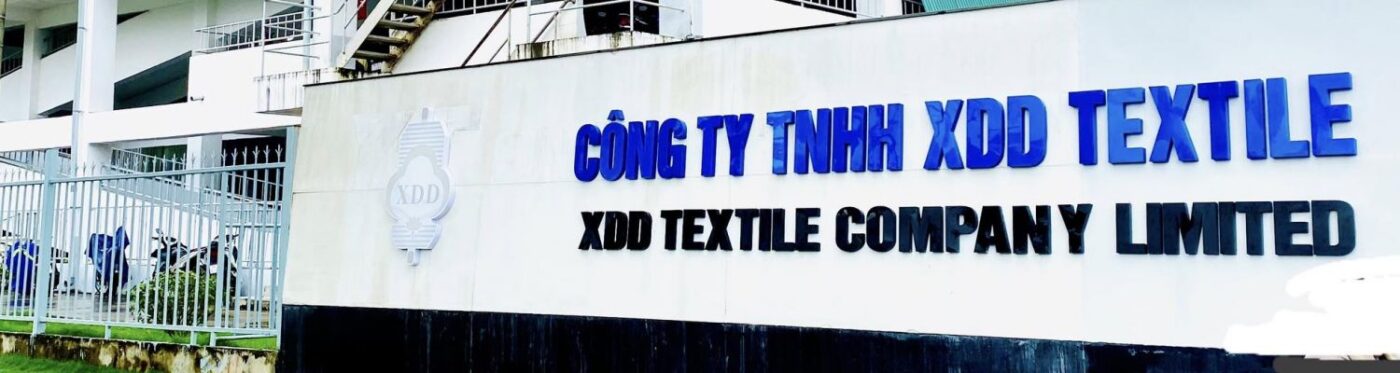 XDD
CÔNG TY TNHH XDD TEXTILE
XDD TEXTILE COMPANY LIMITED